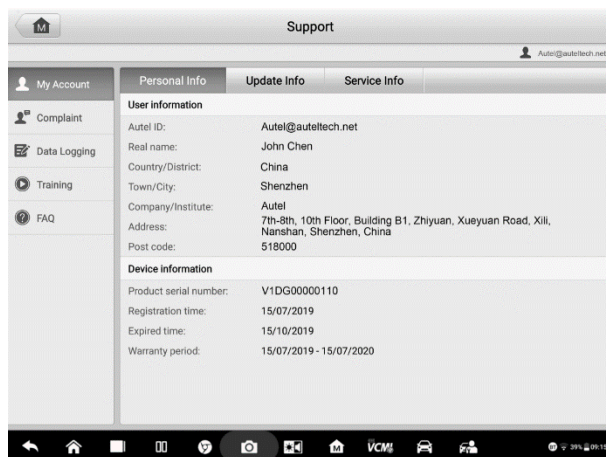 M
Support
Autel@auteltech.net
My Account
Complaint
Data Logging
Training
FAQ
Personal Info
Update Info
Service Info
User information
Autel ID: Autel@auteltech.net
Real name: John Chen
Country/District: China
Town/City: Shenzhen
Company/Institute: Autel
Address: 7th-8th, 10th Floor, Building B1, Zhiyuan, Xueyuan Road, Xili,
Nanshan, Shenzhen, China
Post code: 518000
Device information
Product serial number: V1DG00000110
Registration time: 15/07/2019
Expired time: 15/10/2019
Warranty period: 15/07/2019 - 15/07/2020
M
VCMI
39% 09:15